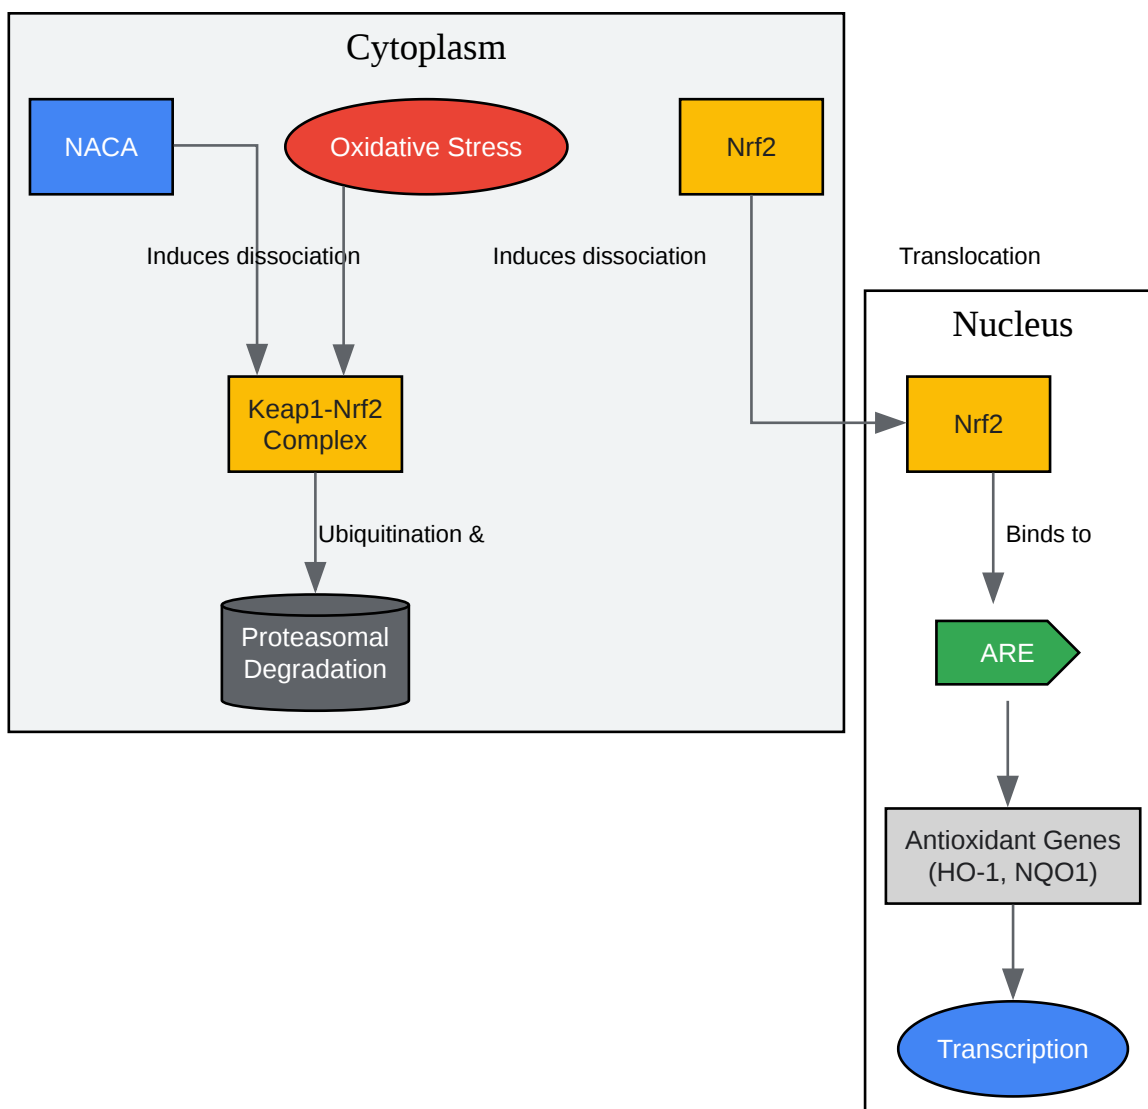 Cytoplasm
NACA
Oxidative Stress
Nrf2
Induces dissociation
Induces dissociation
Translocation
Nucleus
Keap1-Nrf2
Complex
Nrf2
Ubiquitination &
Binds to
Proteasomal
Degradation
ARE
Antioxidant Genes
(HO-1, NQO1)
Transcription